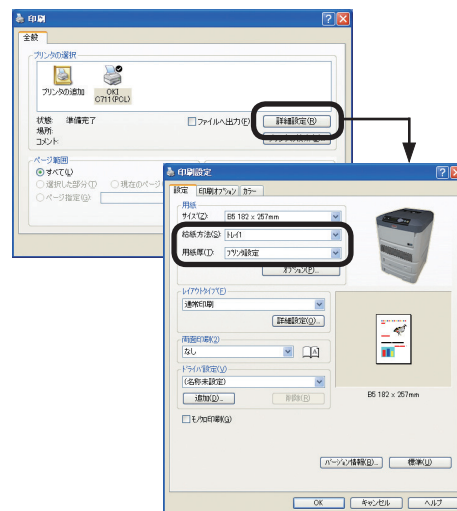 印刷
全般
プリンタの選択
プリンタの追加
OKI
C711(PCL)
状態: 準備完了
場所:
コメント:
ファイルへ出力(F)
詳細設定(R)
ページ範囲
すべて(L)
選択した部分(T)
現在のページ
ページ指定(G):
印刷設定
設定 印刷オプション カラー
用紙
サイズ(Z): B5 182 x 257mm
給紙方法(S): トレイ1
用紙厚(T): プリンタ設定
オプション(P)...
レイアウトタイプ(E)
通常印刷
詳細設定(O)...
両面印刷(2)
なし
A
ドライバ設定(V)
(名称未設定)
追加(D)...
削除(R)
B5 182 x 257mm
モノクロ印刷(G)
バージョン情報(B)...
標準(U)
OK
キャンセル
ヘルプ